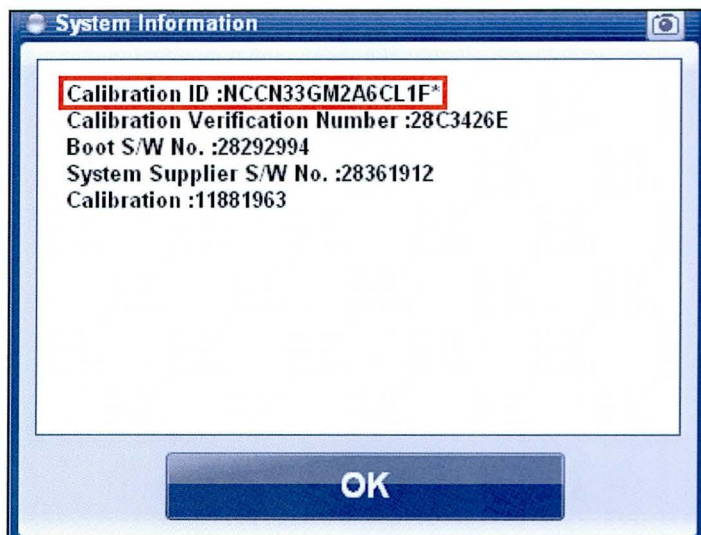 System Information
Calibration ID :NCCN33GM2A6CL1F*
Calibration Verification Number :28C3426E
Boot S/W No. :28292994
System Supplier S/W No. :28361912
Calibration :11881963
OK